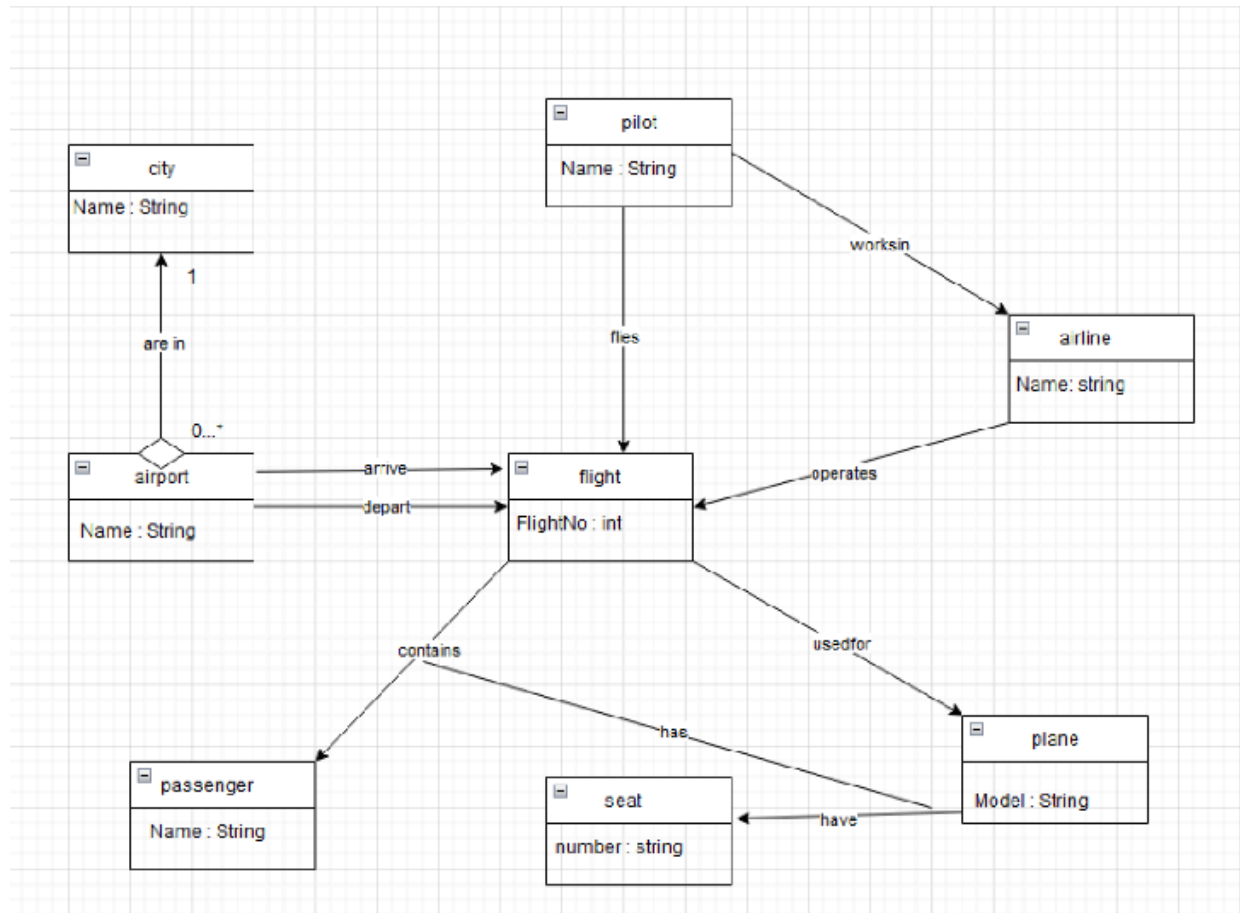 pilot
Name : String
city
Name : String
worksin
1
are in
flies
airline
Name: string
0...*
airport
Name : String
arrive
depart
flight
FlightNo : int
operates
contains
usedfor
has
plane
Model : String
passenger
Name : String
seat
number : string
have